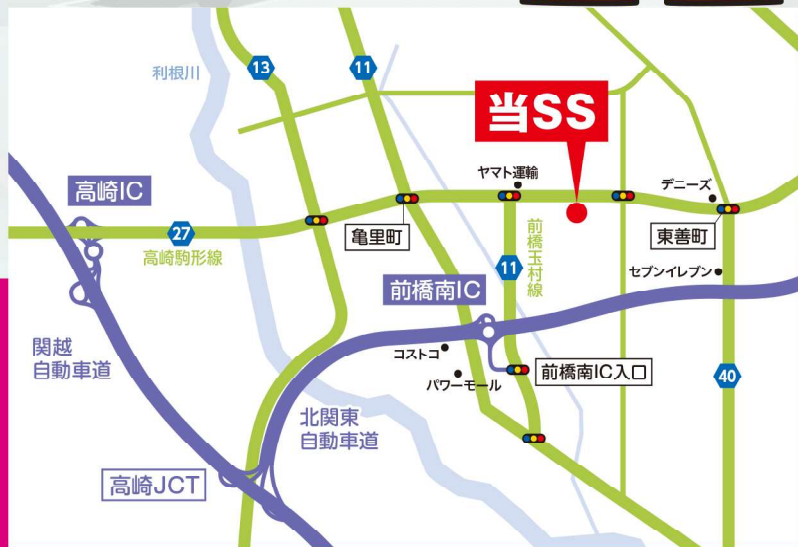 利根川
13
11
当SS
ヤマト運輸
デニーズ
高崎IC
27
高崎駒形線
亀里町
前橋玉村線
11
東善町
セブンイレブン
前橋南IC
関越
自動車道
コストコ
パワーモール
前橋南IC入口
40
北関東
自動車道
高崎JCT